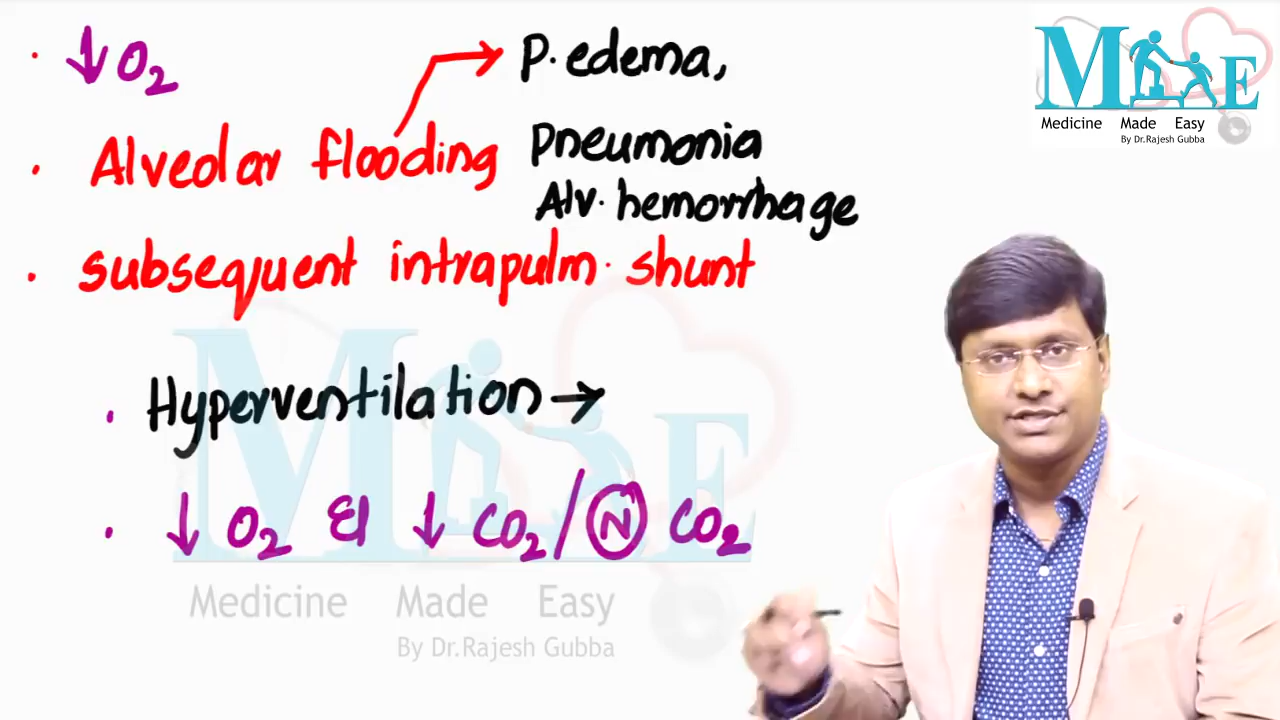 · ↓ O₂
P. edema,
· Alveolar flooding
Pneumonia
Alv. hemorrhage
· subsequent intrapulm. shunt
· Hyperventilation →
· ↓ O₂ & ↓ CO₂ / N CO₂
M E
Medicine Made Easy
By Dr.Rajesh Gubba
M E
Medicine Made Easy
By Dr.Rajesh Gubba